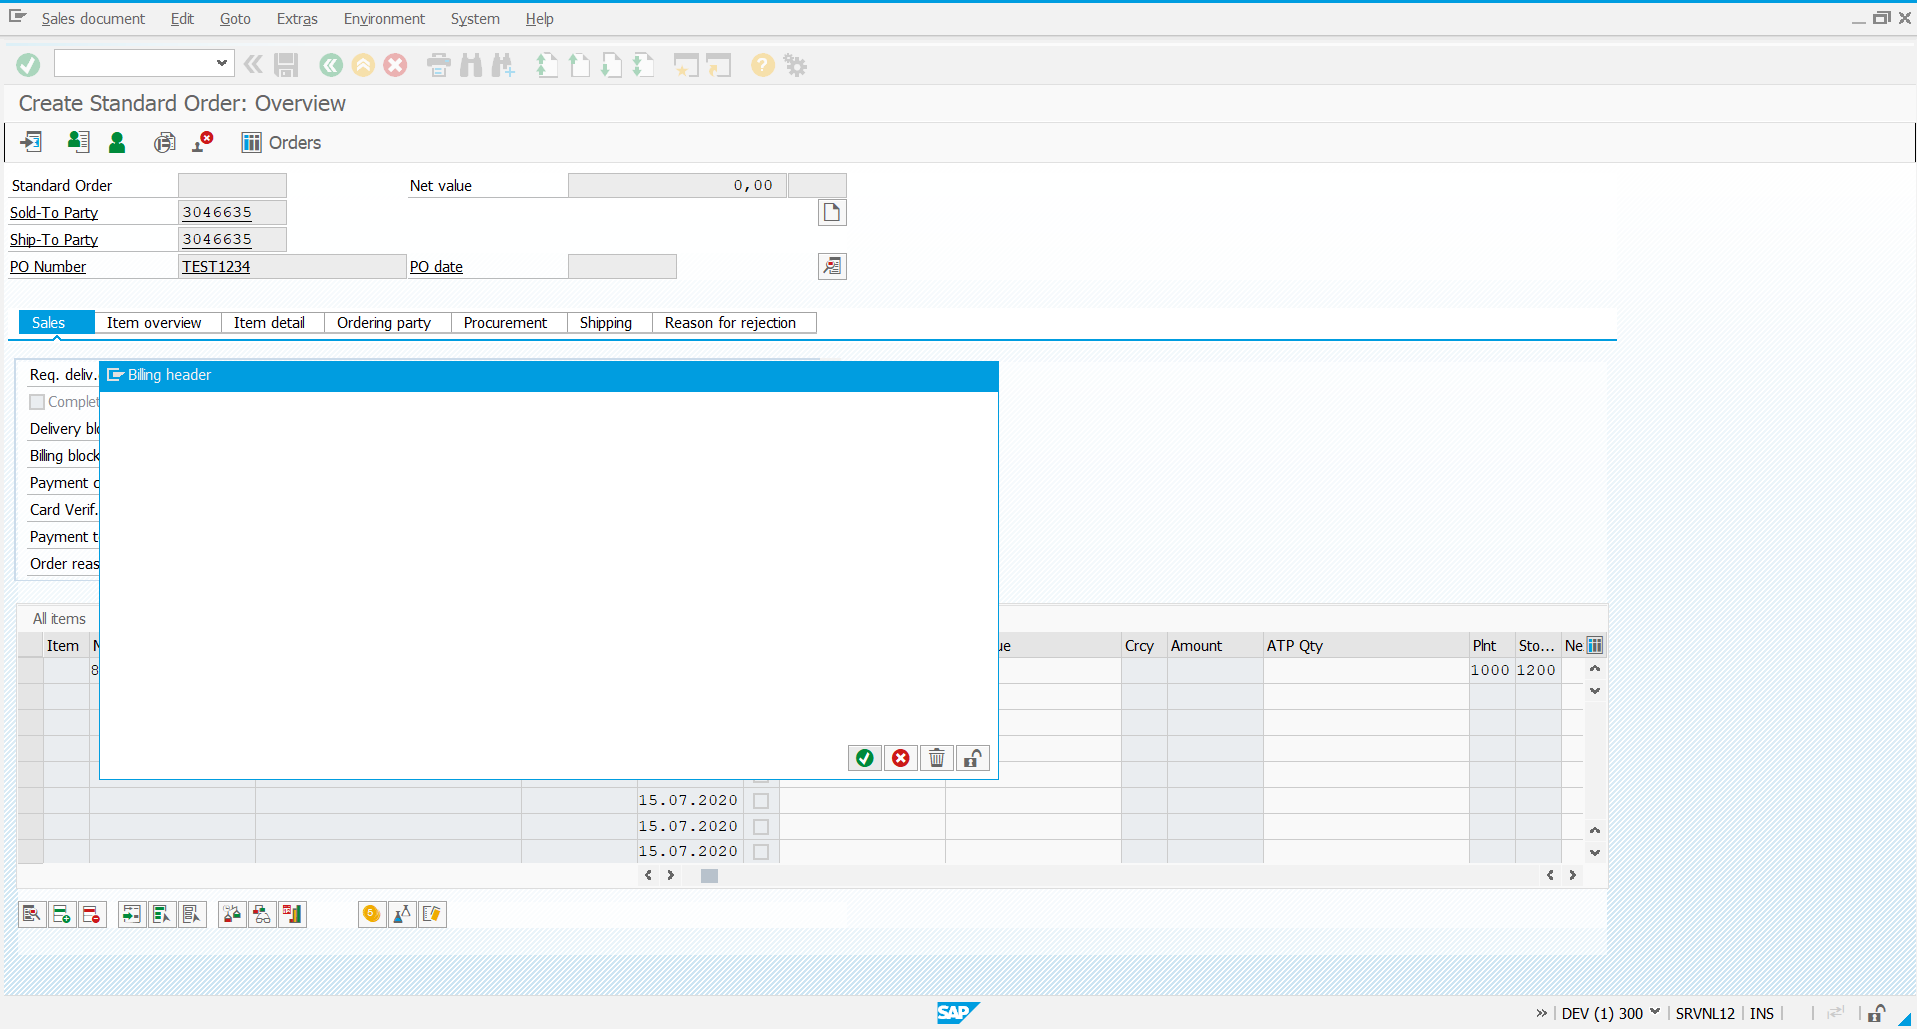 Sales document Edit Goto Extras Environment System Help
Create Standard Order: Overview
Orders
Standard Order Net value 0,00
Sold-To Party 3046635
Ship-To Party 3046635
PO Number TEST1234 PO date
Sales Item overview Item detail Ordering party Procurement Shipping Reason for rejection
Req. deliv.
Billing header
Complet
Delivery blo
Billing block
Payment c
Card Verif.
Payment t
Order reas
All items
Item N ue Crcy Amount ATP Qty Plnt Sto... Ne
8 1000 1200
15.07.2020
15.07.2020
15.07.2020
SAP » DEV (1) 300 SRVNL12 INS